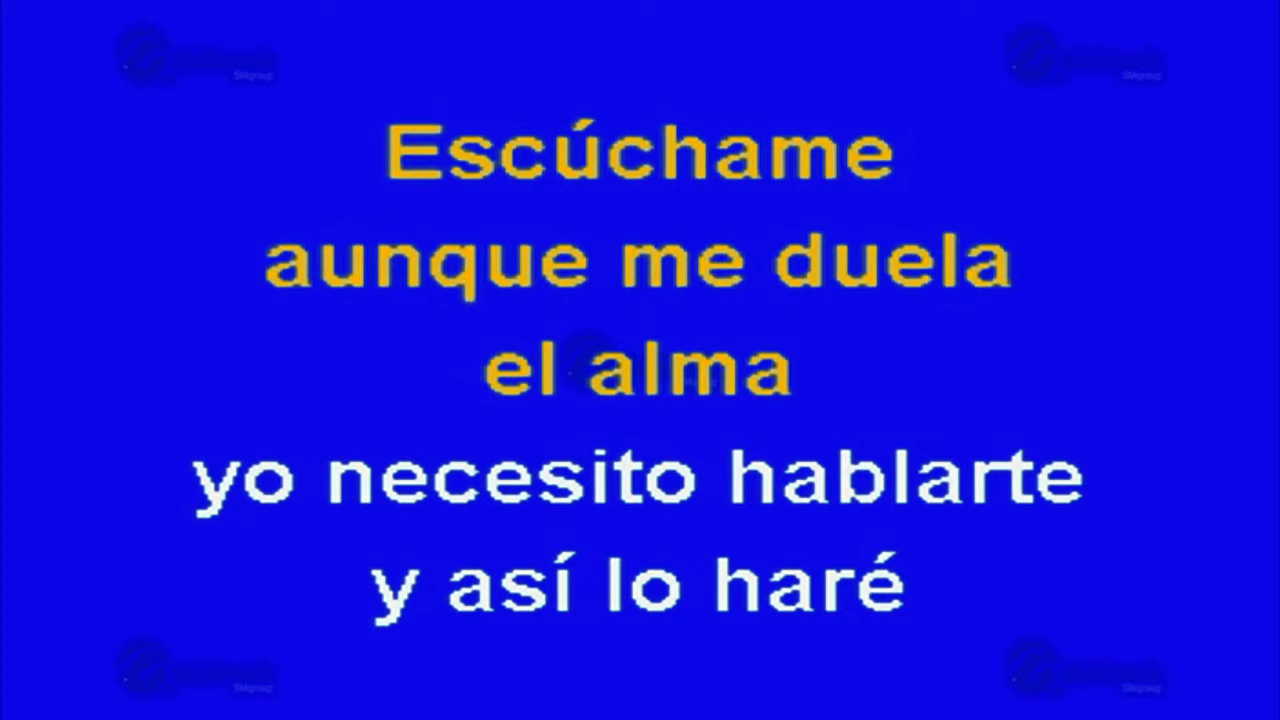 Escúchame
aunque me duela
el alma
yo necesito hablarte
y así lo haré